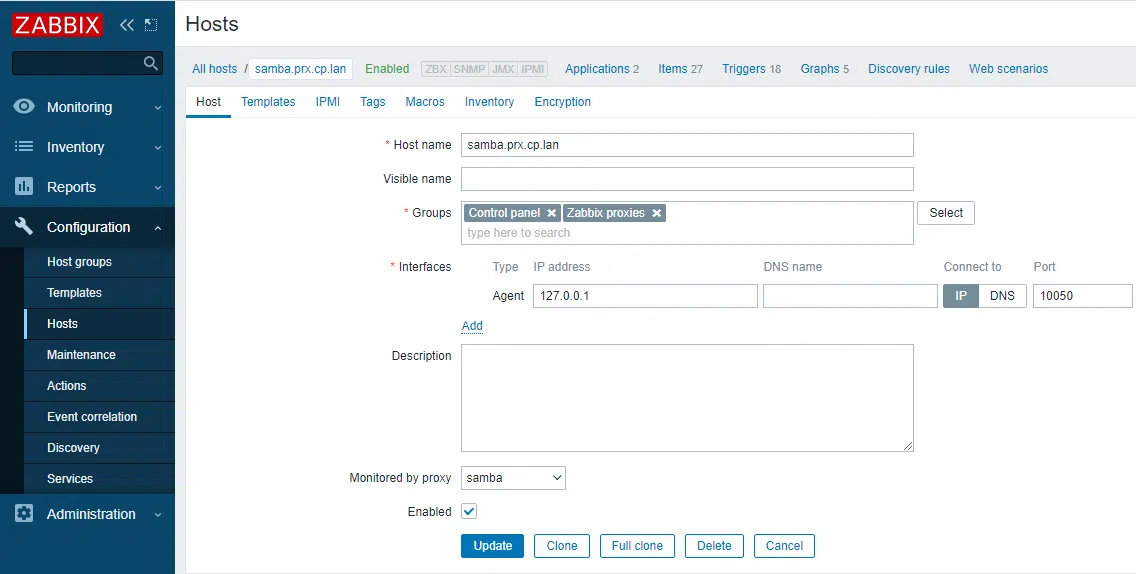 ZABBIX
Hosts
All hosts / samba.prx.cp.lan Enabled ZBX SNMP JMX IPMI Applications 2 Items 27 Triggers 18 Graphs 5 Discovery rules Web scenarios
Host Templates IPMI Tags Macros Inventory Encryption
Monitoring
Inventory
Reports
Configuration
Host groups
Templates
Hosts
Maintenance
Actions
Event correlation
Discovery
Services
Administration
* Host name samba.prx.cp.lan
Visible name
* Groups Control panel Zabbix proxies Select
type here to search
* Interfaces Type IP address DNS name Connect to Port
Agent 127.0.0.1 IP DNS 10050
Add
Description
Monitored by proxy samba
Enabled
Update Clone Full clone Delete Cancel